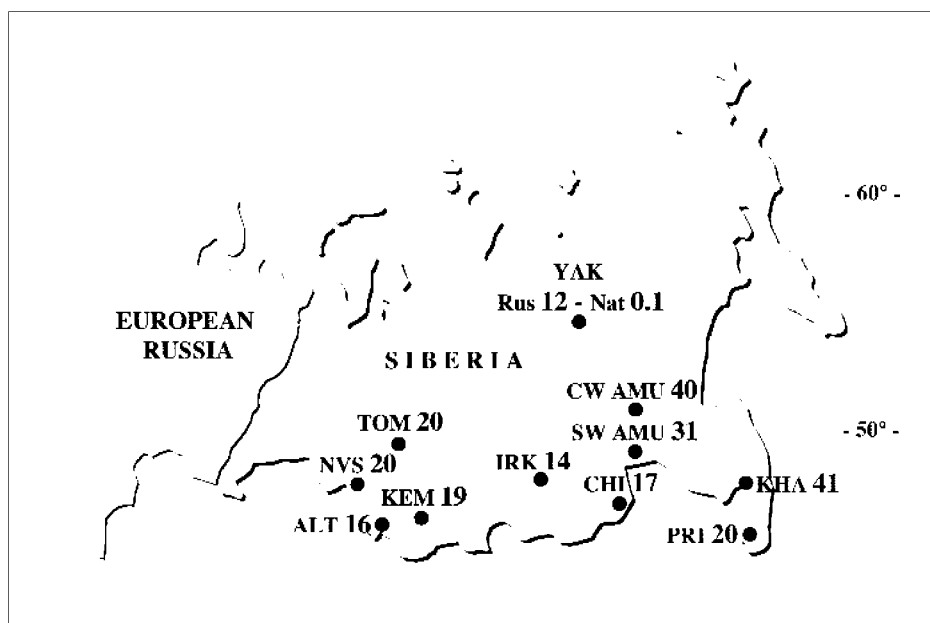 - 60° -
YAK
Rus 12 - Nat 0.1
EUROPEAN
RUSSIA
SIBERIA
CW AMU 40
TOM 20
SW AMU 31
- 50° -
NVS 20
IRK 14
KEM 19
CHI 17
KHA 41
ALT 16
PRI 20